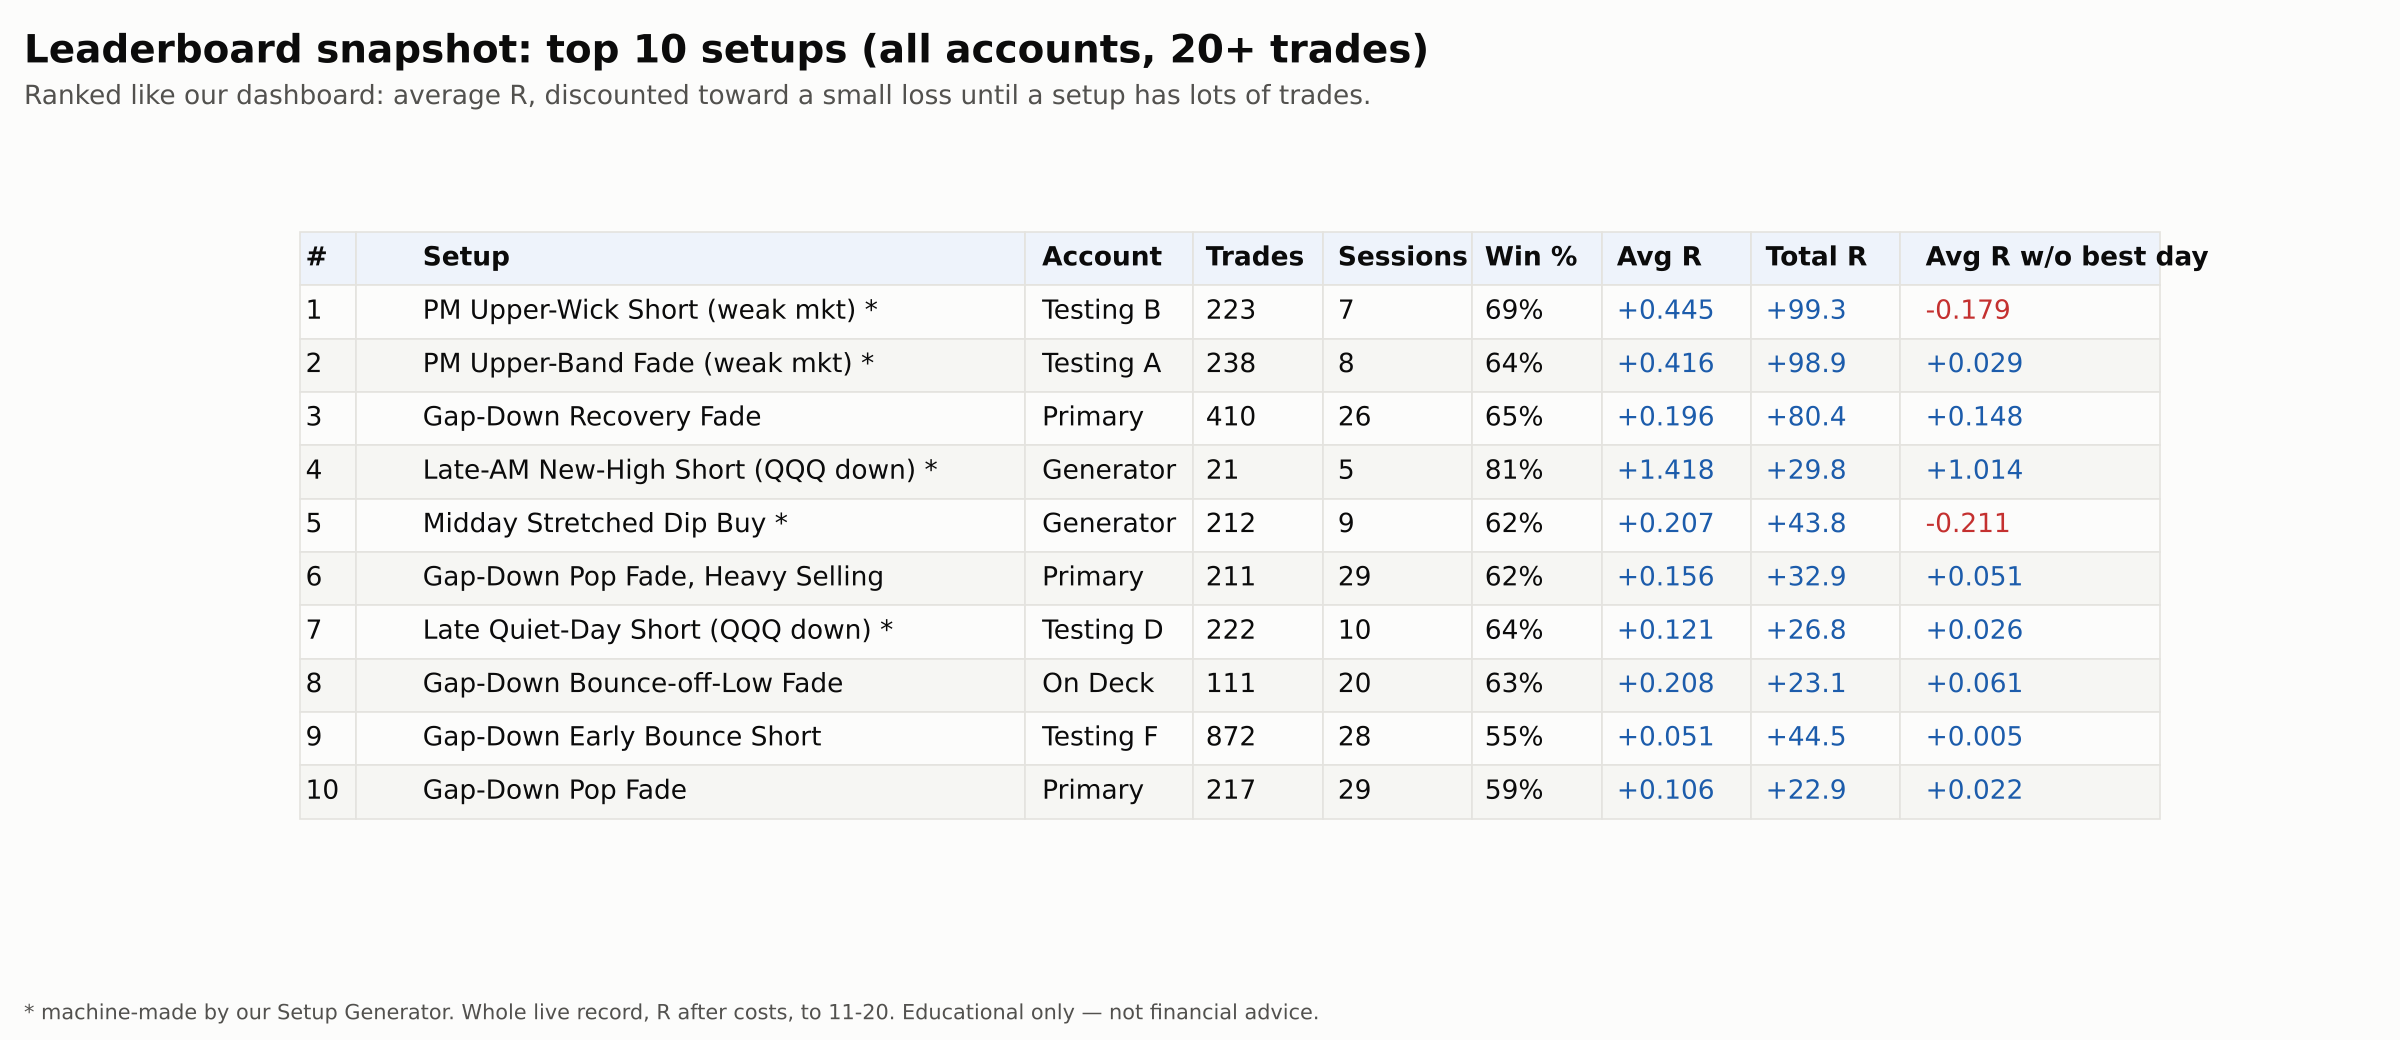 Leaderboard snapshot: top 10 setups (all accounts, 20+ trades)
Ranked like our dashboard: average R, discounted toward a small loss until a setup has lots of trades.
# Setup Account Trades Sessions Win % Avg R Total R Avg R w/o best day
1 PM Upper-Wick Short (weak mkt) * Testing B 223 7 69% +0.445 +99.3 -0.179
2 PM Upper-Band Fade (weak mkt) * Testing A 238 8 64% +0.416 +98.9 +0.029
3 Gap-Down Recovery Fade Primary 410 26 65% +0.196 +80.4 +0.148
4 Late-AM New-High Short (QQQ down) * Generator 21 5 81% +1.418 +29.8 +1.014
5 Midday Stretched Dip Buy * Generator 212 9 62% +0.207 +43.8 -0.211
6 Gap-Down Pop Fade, Heavy Selling Primary 211 29 62% +0.156 +32.9 +0.051
7 Late Quiet-Day Short (QQQ down) * Testing D 222 10 64% +0.121 +26.8 +0.026
8 Gap-Down Bounce-off-Low Fade On Deck 111 20 63% +0.208 +23.1 +0.061
9 Gap-Down Early Bounce Short Testing F 872 28 55% +0.051 +44.5 +0.005
10 Gap-Down Pop Fade Primary 217 29 59% +0.106 +22.9 +0.022
* machine-made by our Setup Generator. Whole live record, R after costs, to 11-20. Educational only — not financial advice.